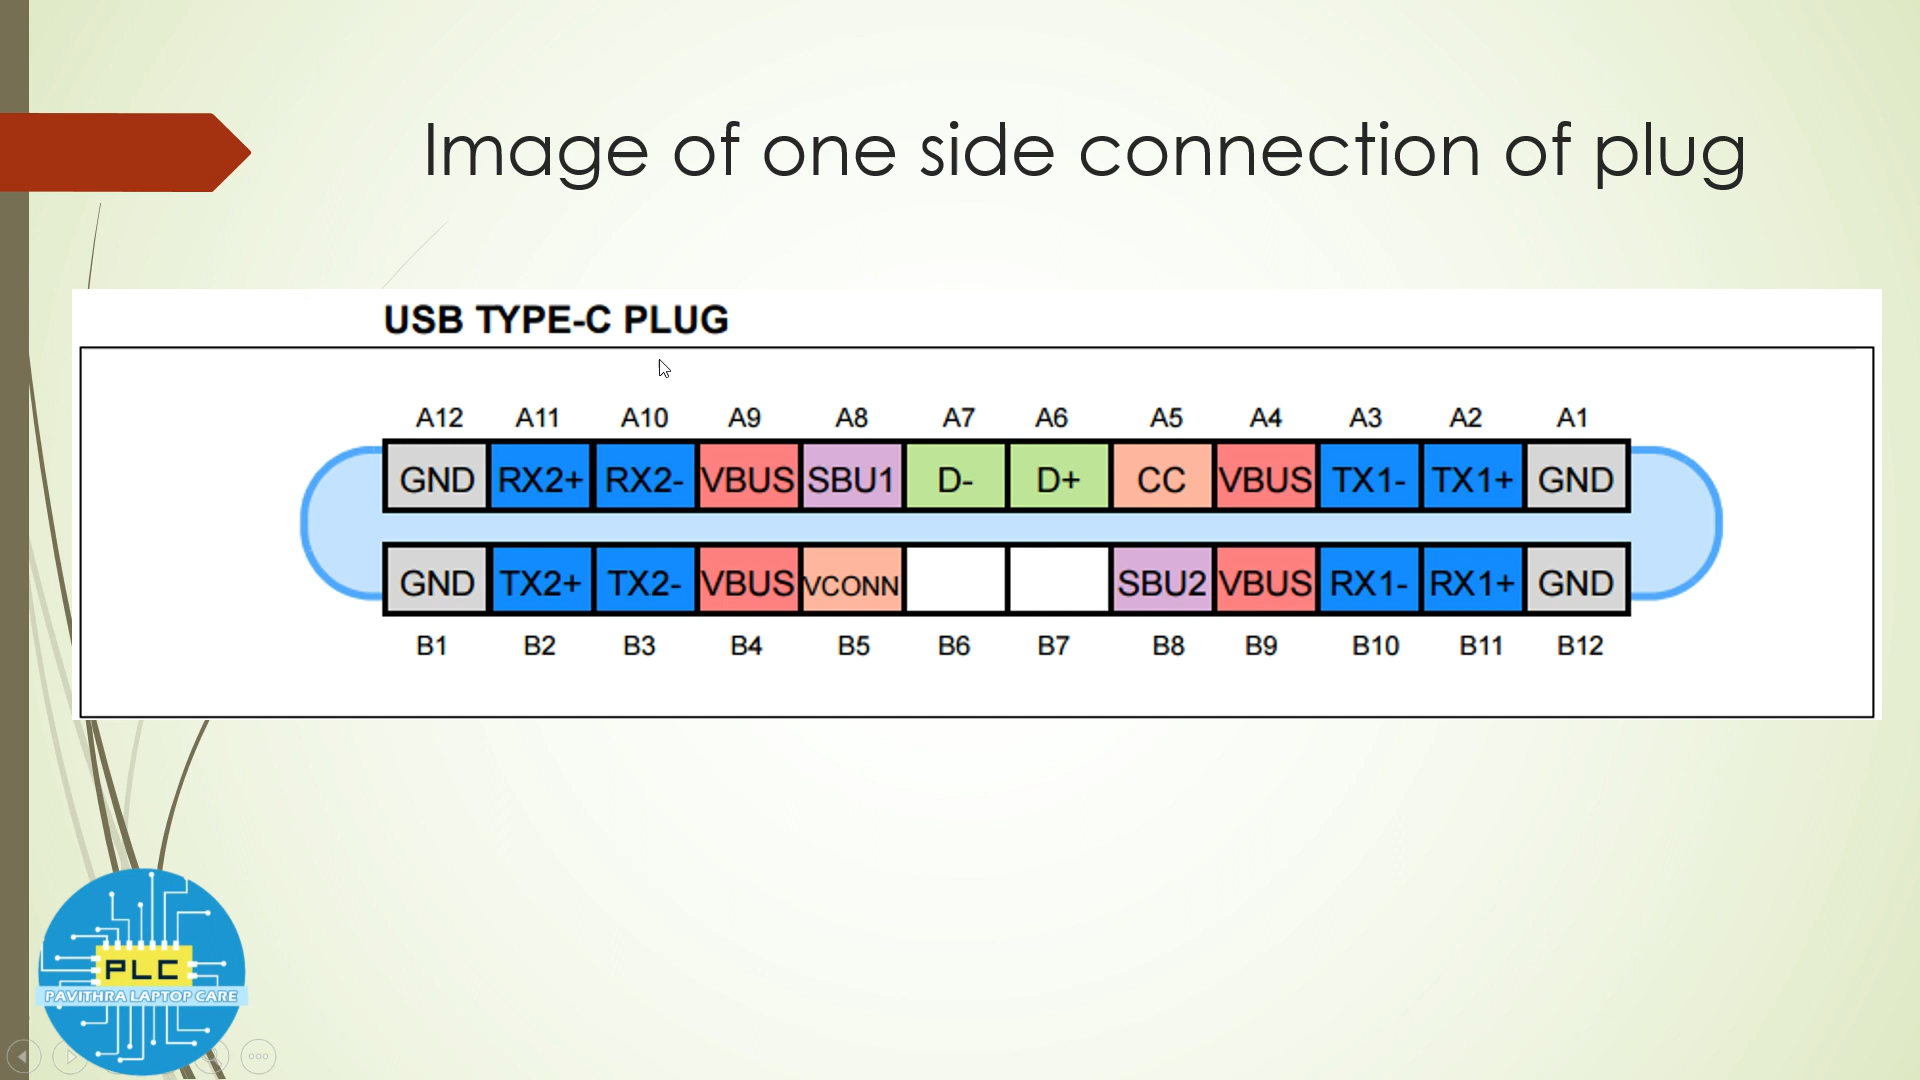 Image of one side connection of plug
USB TYPE-C PLUG
A12 A11 A10 A9 A8 A7 A6 A5 A4 A3 A2 A1
GND RX2+ RX2- VBUS SBU1 D- D+ CC VBUS TX1- TX1+ GND
GND TX2+ TX2- VBUS VCONN SBU2 VBUS RX1- RX1+ GND
B1 B2 B3 B4 B5 B6 B7 B8 B9 B10 B11 B12
PLC
PAVITHRA LAPTOP CARE